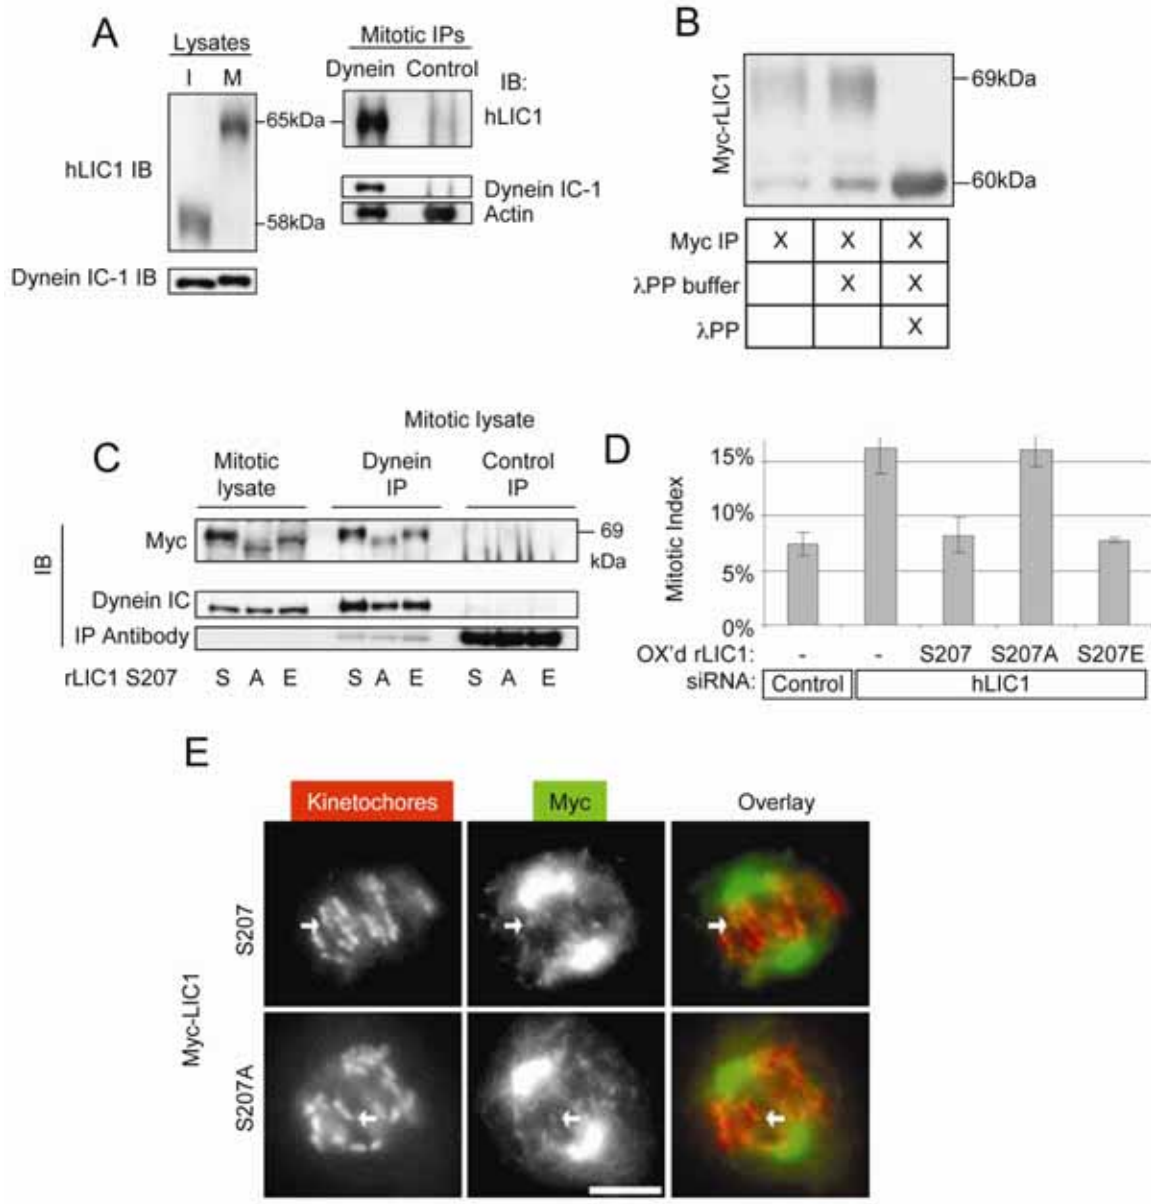 A
Lysates
I M
hLIC1 IB
65kDa
58kDa
Dynein IC-1 IB
Mitotic IPs
Dynein Control
IB:
hLIC1
Dynein IC-1
Actin
B
Myc-rLIC1
69kDa
60kDa
Myc IP X X X
λPP buffer X X
λPP X
C
Mitotic lysate
Mitotic lysate
Dynein IP
Control IP
IB
Myc
69
kDa
Dynein IC
IP Antibody
rLIC1 S207 S A E S A E S A E
D
Mitotic Index
15%
10%
5%
0%
OX'd rLIC1: - - S207 S207A S207E
siRNA: Control hLIC1
E
Kinetochores Myc Overlay
Myc-LIC1
S207
S207A